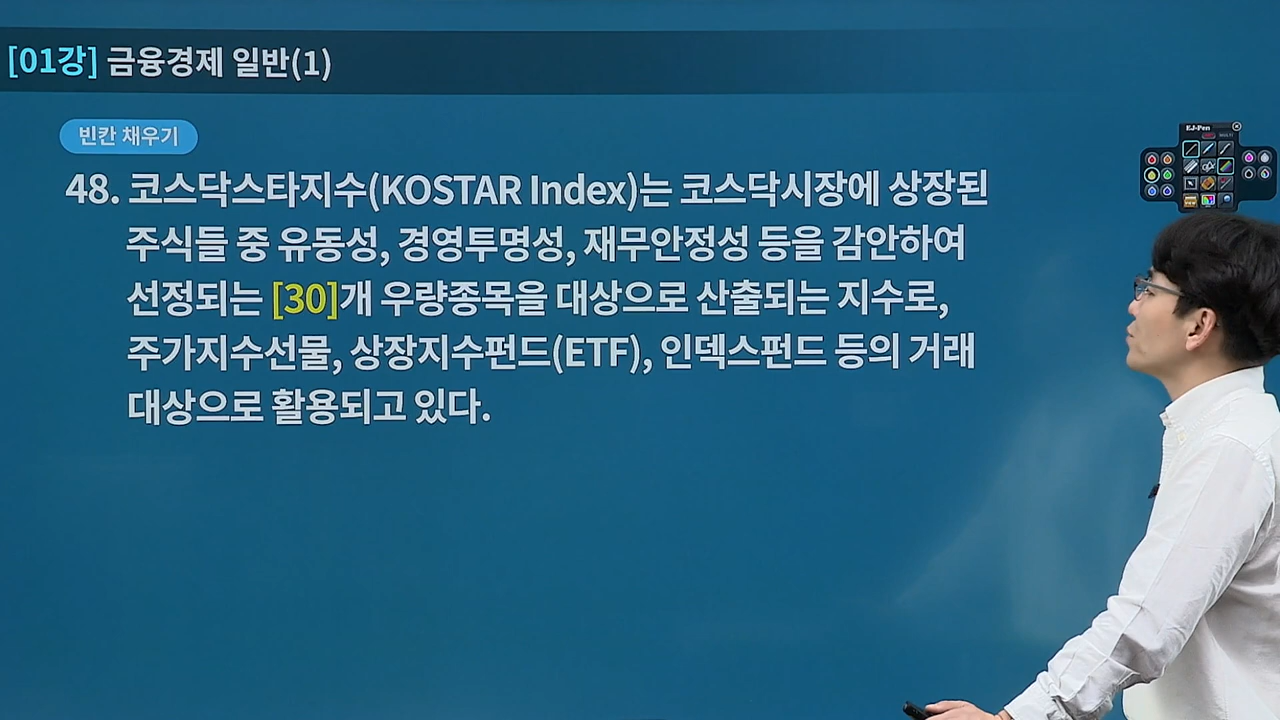 [01강] 금융경제 일반(1)
빈칸 채우기
48. 코스닥스타지수(KOSTAR Index)는 코스닥시장에 상장된
주식들 중 유동성, 경영투명성, 재무안정성 등을 감안하여
선정되는 [30]개 우량종목을 대상으로 산출되는 지수로,
주가지수선물, 상장지수펀드(ETF), 인덱스펀드 등의 거래
대상으로 활용되고 있다.
EJ-Pen